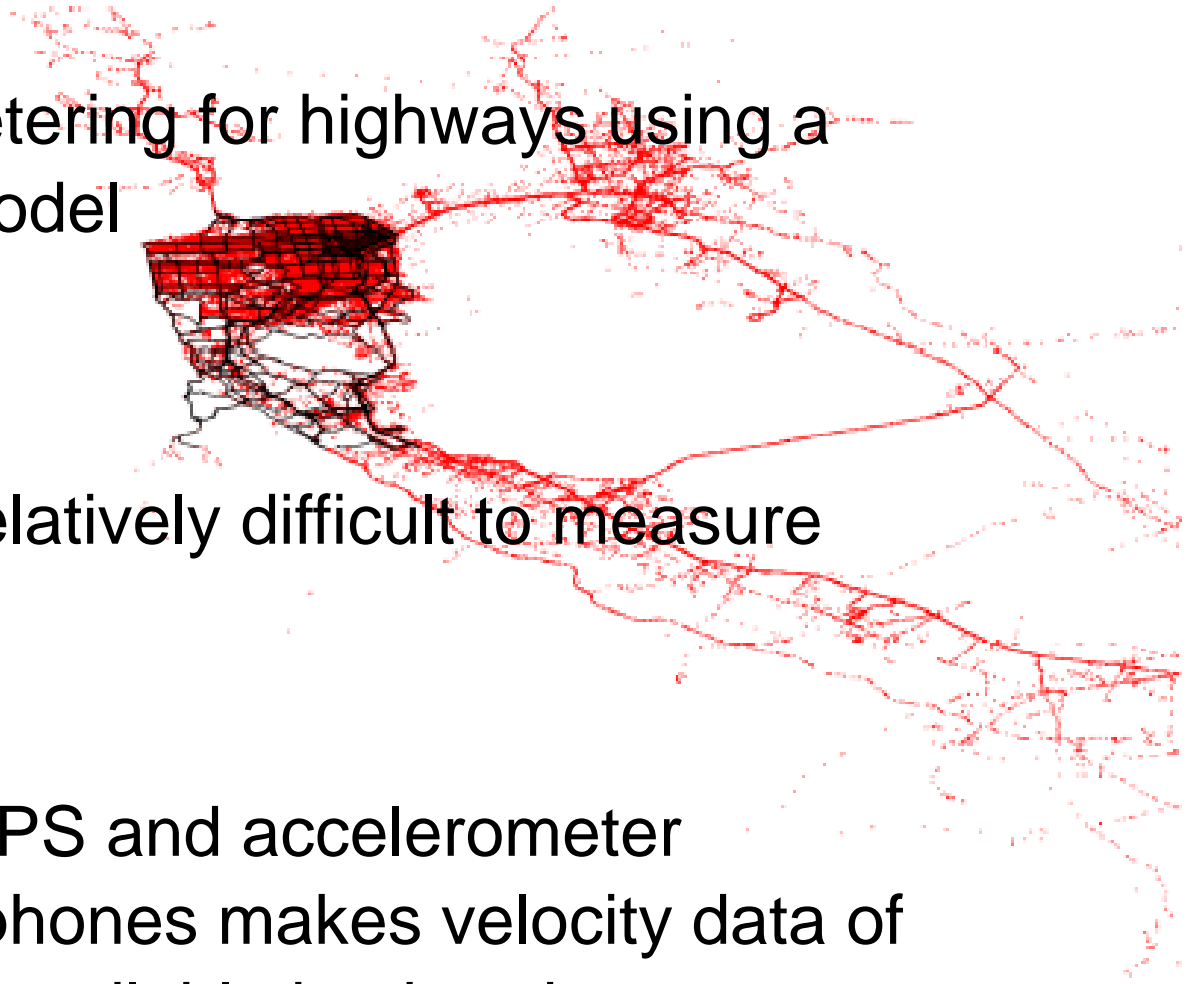 etering for highways using a
odel
elatively difficult to measure
PS and accelerometer
phones makes velocity data of